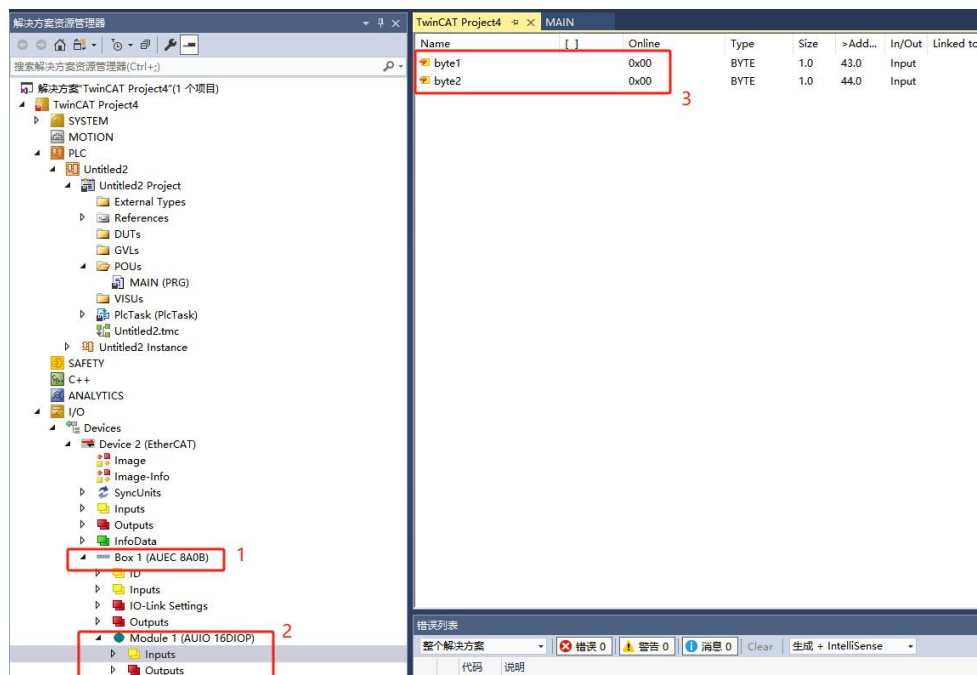 解决方案资源管理器
搜索解决方案资源管理器(Ctrl+;)
解决方案"TwinCAT Project4"(1 个项目)
TwinCAT Project4
SYSTEM
MOTION
PLC
Untitled2
Untitled2 Project
External Types
References
DUTs
GVLs
POUs
MAIN (PRG)
VISUs
PlcTask (PlcTask)
Untitled2.tmc
Untitled2 Instance
SAFETY
C++
ANALYTICS
I/O
Devices
Device 2 (EtherCAT)
Image
Image-Info
SyncUnits
Inputs
Outputs
InfoData
Box 1 (AUEC 8A0B) 1
ID
Inputs
IO-Link Settings
Outputs
Module 1 (AUIO 16DIOP) 2
Inputs
Outputs
TwinCAT Project4 MAIN
Name [ ] Online Type Size >Add... In/Out Linked to
byte1 0x00 BYTE 1.0 43.0 Input
byte2 0x00 BYTE 1.0 44.0 Input
3
错误列表
整个解决方案 错误 0 警告 0 消息 0 Clear 生成 + IntelliSense
代码 说明